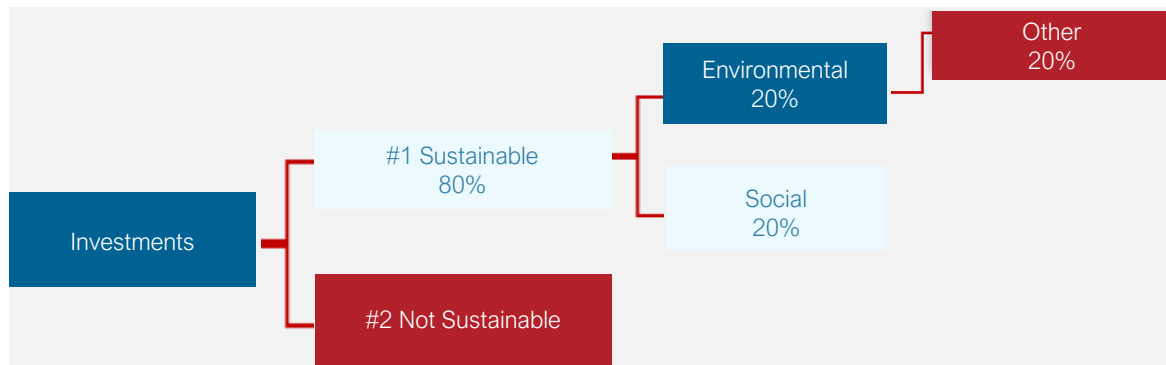 Other
20%
Environmental
20%
#1 Sustainable
80%
Social
20%
Investments
#2 Not Sustainable